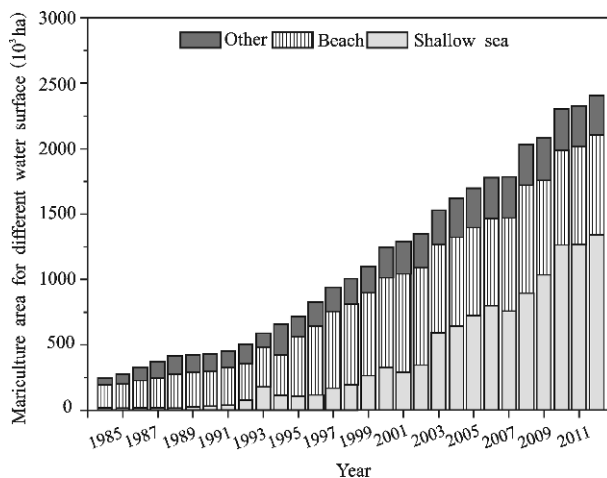 Mariculture area for different water surface (10³ha)
3000
2500
2000
1500
1000
500
0
Other Beach Shallow sea
1985 1987 1989 1991 1993 1995 1997 1999 2001 2003 2005 2007 2009 2011
Year